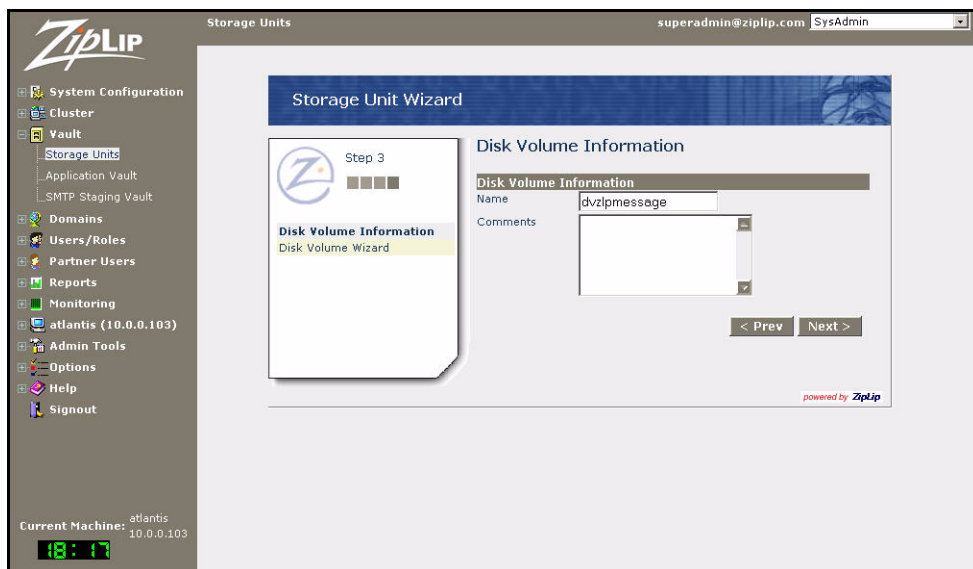 ZipLip
Storage Units
superadmin@ziplip.com SysAdmin
System Configuration
Cluster
Vault
Storage Units
Application Vault
SMTP Staging Vault
Domains
Users/Roles
Partner Users
Reports
Monitoring
atlantis (10.0.0.103)
Admin Tools
Options
Help
Signout
Current Machine: atlantis
10.0.0.103
18:17
Storage Unit Wizard
Z
Step 3
Disk Volume Information
Disk Volume Wizard
Disk Volume Information
Disk Volume Information
Name dvzlpmessage
Comments
< Prev Next >
powered by ZipLip